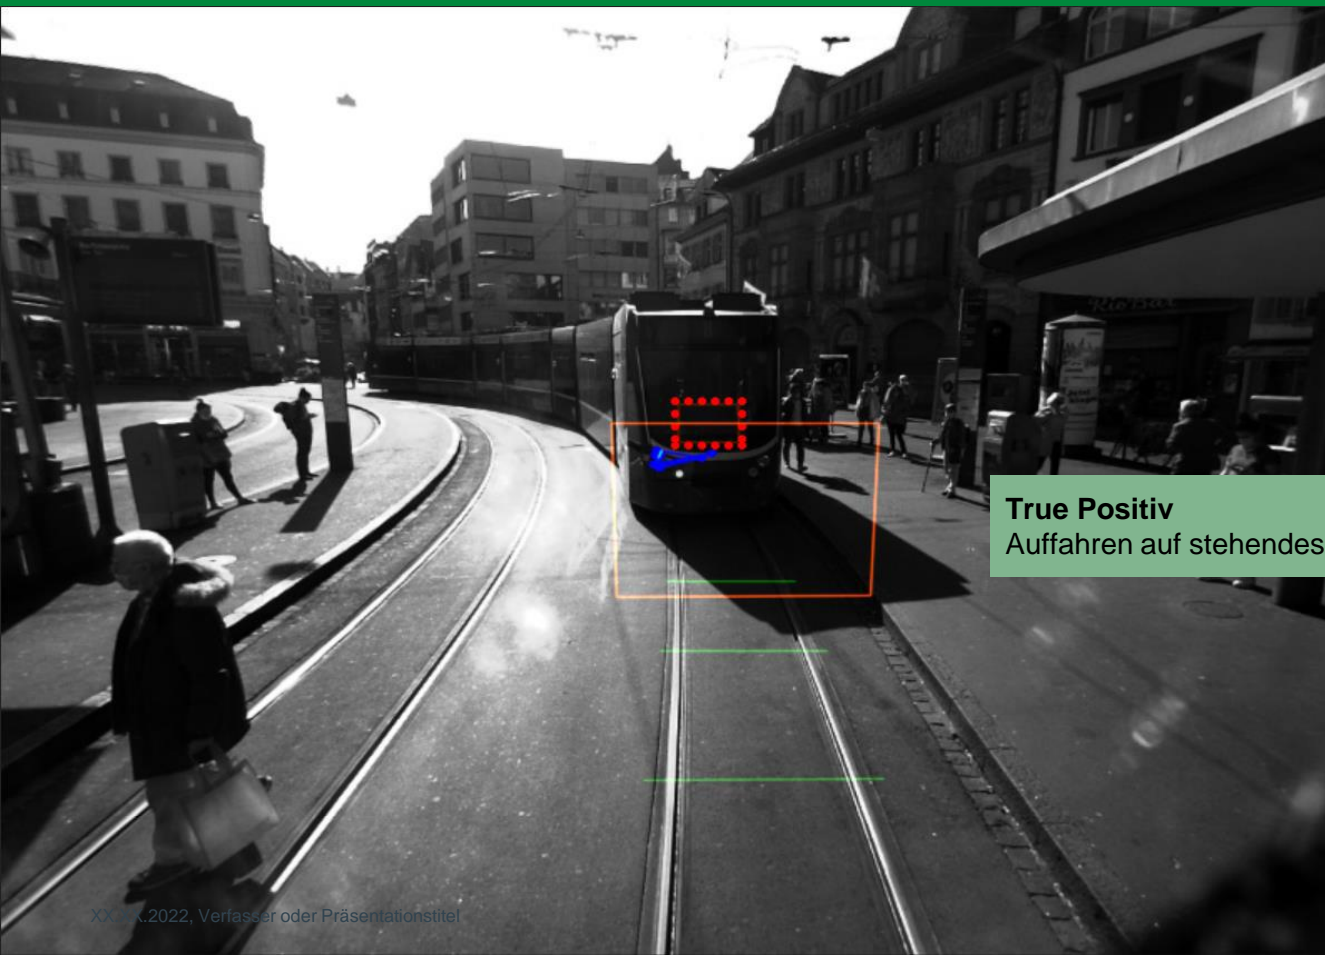 True Positiv
Auffahren auf stehendes
XX.XX.2022, Verfasser oder Präsentationstitel